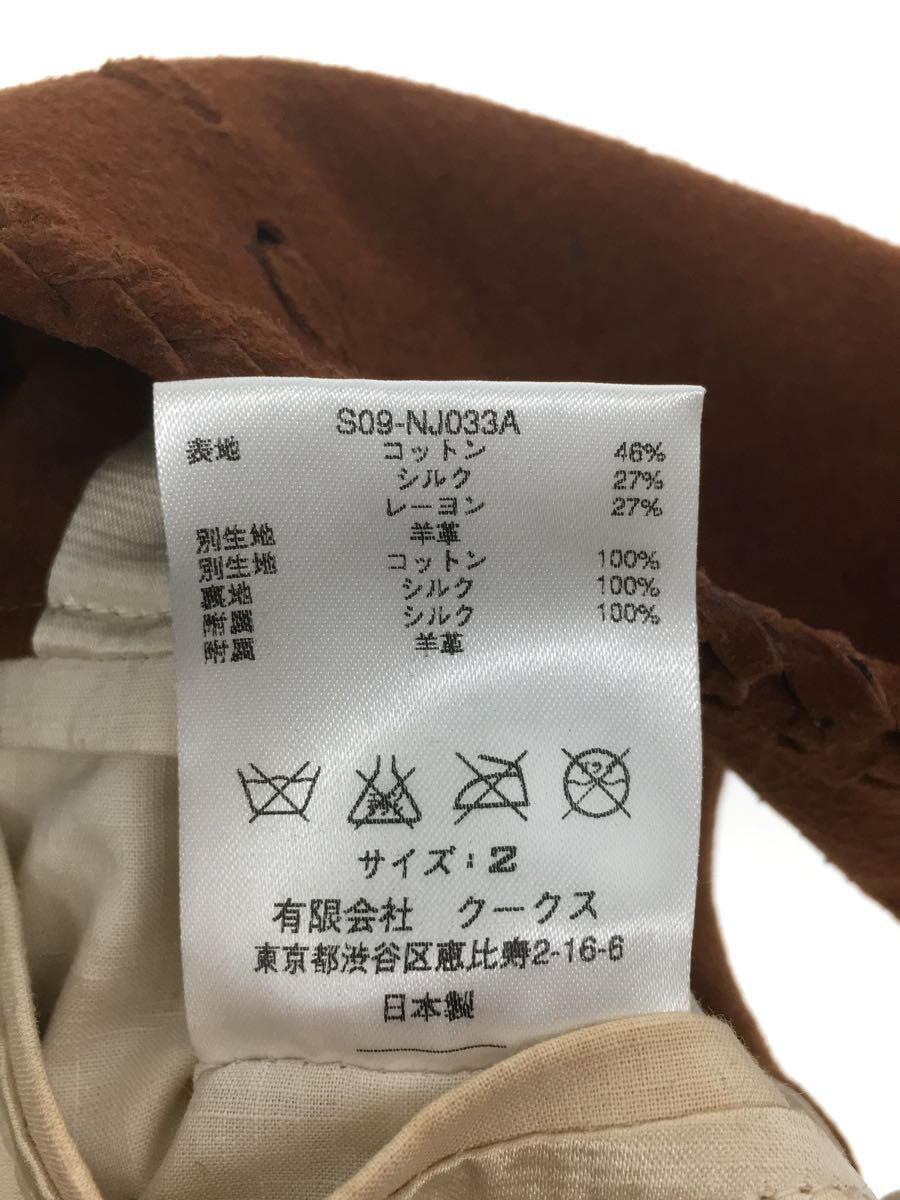 S09-NJ033A
表地 コットン 46%
シルク 27%
レーヨン 27%
別生地 羊革
別生地 コットン 100%
裏地 シルク 100%
附属 シルク 100%
附属 羊革
サイズ：2
有限会社 クークス
東京都渋谷区恵比寿2-16-6
日本製